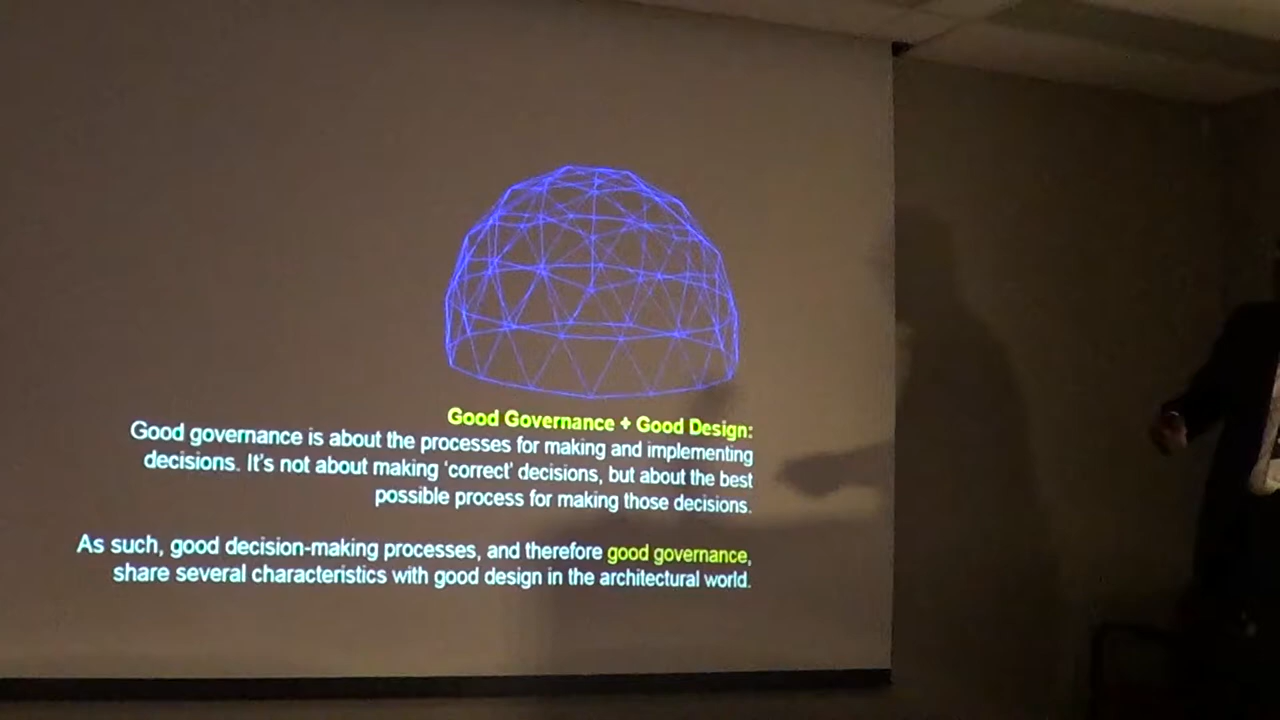 Good Governance + Good Design:
Good governance is about the processes for making and implementing
decisions. It's not about making 'correct' decisions, but about the best
possible process for making those decisions.
As such, good decision-making processes, and therefore good governance,
share several characteristics with good design in the architectural world.